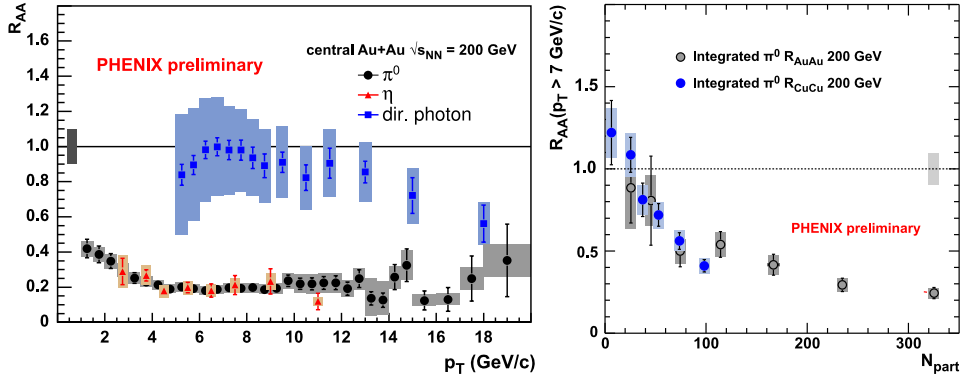 R_AA
1.6
1.4
1.2
1.0
0.8
0.6
0.4
0.2
0
central Au+Au √s_NN = 200 GeV
PHENIX preliminary
π⁰
η
dir. photon
0 2 4 6 8 10 12 14 16 18
p_T (GeV/c)
R_AA(p_T > 7 GeV/c)
1.5
1.0
0.5
0
Integrated π⁰ R_AuAu 200 GeV
Integrated π⁰ R_CuCu 200 GeV
PHENIX preliminary
0 100 200 300
N_part